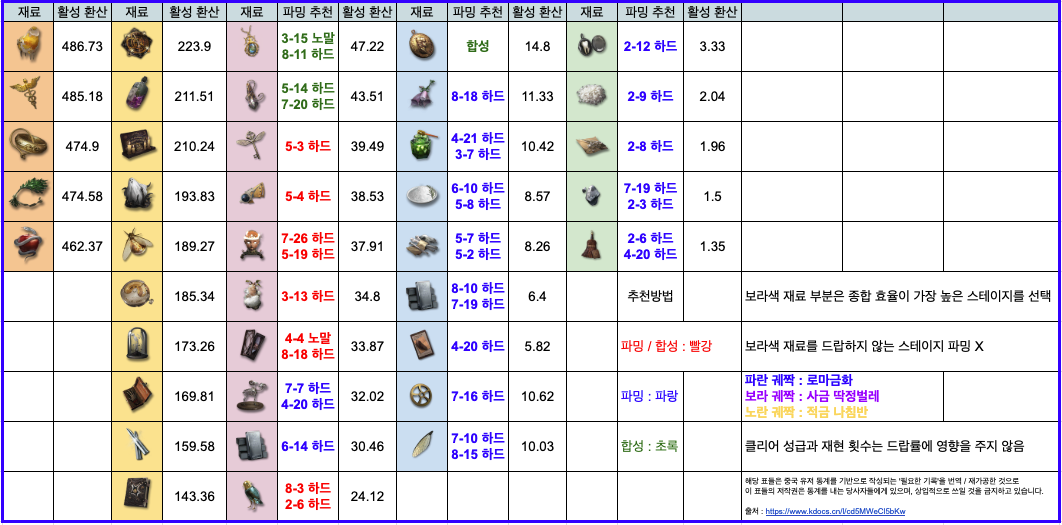 재료 활성 환산 재료 활성 환산 재료 파밍 추천 활성 환산 재료 파밍 추천 활성 환산 재료 파밍 추천 활성 환산
486.73 223.9 3-15 노말 47.22 합성 14.8 2-12 하드 3.33
8-11 하드
485.18 211.51 5-14 하드 43.51 8-18 하드 11.33 2-9 하드 2.04
7-20 하드
474.9 210.24 5-3 하드 39.49 4-21 하드 10.42 2-8 하드 1.96
3-7 하드
474.58 193.83 5-4 하드 38.53 6-10 하드 8.57 7-19 하드 1.5
5-8 하드 2-3 하드
462.37 189.27 7-26 하드 37.91 5-7 하드 8.26 2-6 하드 1.35
5-19 하드 5-2 하드 4-20 하드
185.34 3-13 하드 34.8 8-10 하드 6.4 추천방법 보라색 재료 부분은 종합 효율이 가장 높은 스테이지를 선택
7-19 하드
173.26 4-4 노말 33.87 4-20 하드 5.82 파밍 / 합성 : 빨강 보라색 재료를 드랍하지 않는 스테이지 파밍 X
8-18 하드
169.81 7-7 하드 32.02 7-16 하드 10.62 파밍 : 파랑 파란 궤짝 : 로마금화
4-20 하드 보라 궤짝 : 사금 딱정벌레
노란 궤짝 : 적금 나침반
159.58 6-14 하드 30.46 7-10 하드 10.03 합성 : 초록 클리어 성급과 재현 횟수는 드랍률에 영향을 주지 않음
8-15 하드
143.36 8-3 하드 24.12 해당 표들은 중국 유저 통계를 기반으로 작성되는 '필요한 기록'을 번역 / 재가공한 것으로
2-6 하드 이 표들의 저작권은 통계를 내는 당사자들에게 있으며, 상업적으로 쓰일 것을 금지하고 있습니다.
출처 : https://www.kdocs.cn/l/cd5MWeCl5bKw